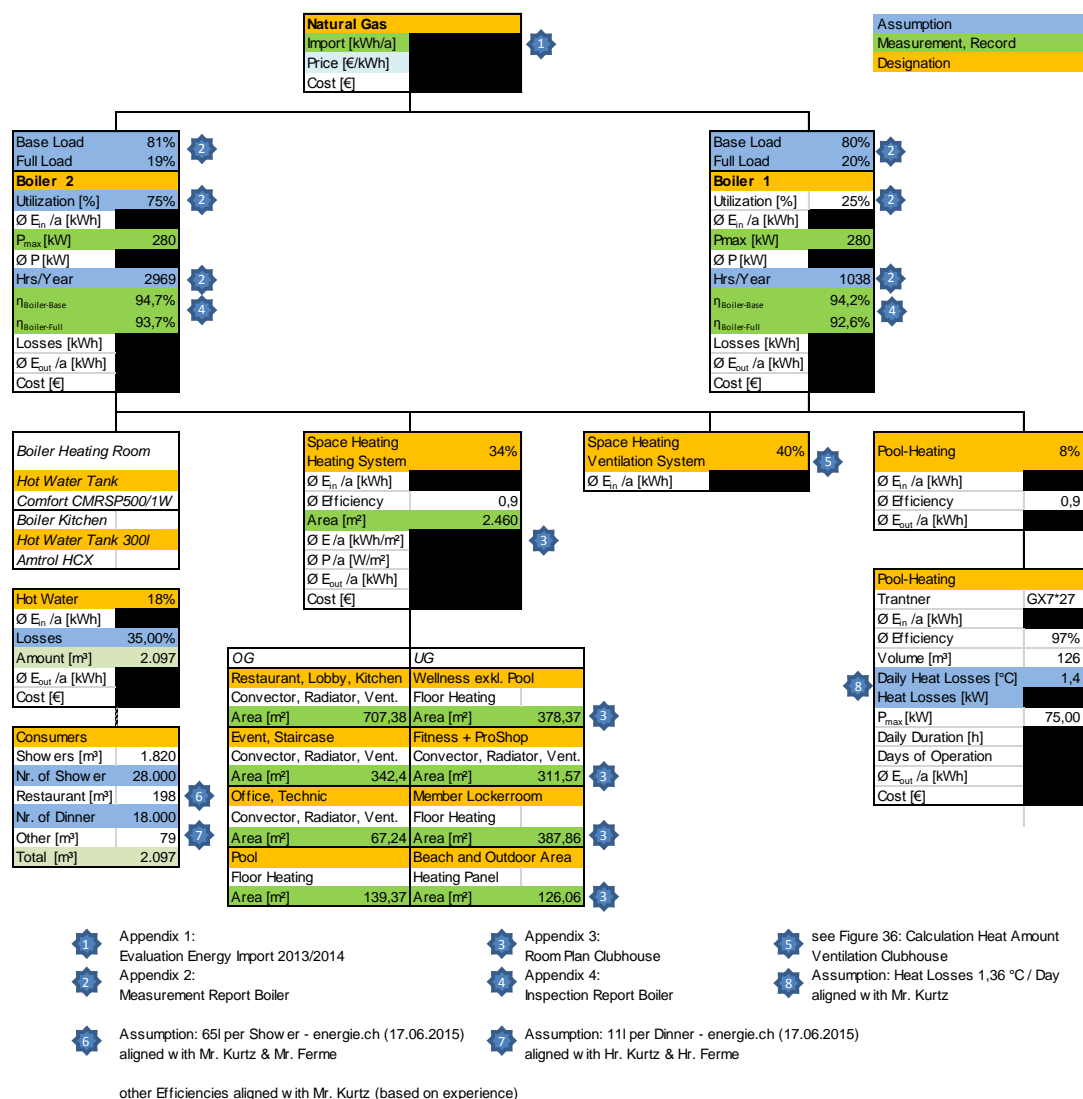 Natural Gas
Import [kWh/a]
1
Price [€/kWh]
Cost [€]
Assumption
Measurement, Record
Designation
Base Load 81%
Full Load 19%
2
Boiler 2
Utilization [%] 75%
2
Ø Ein /a [kWh]
Pmax [kW] 280
Ø P [kW]
Hrs/Year 2969
2
ηBoiler-Base 94,7%
4
ηBoiler-Full 93,7%
Losses [kWh]
Ø Eout /a [kWh]
Cost [€]
Base Load 80%
Full Load 20%
2
Boiler 1
Utilization [%] 25%
2
Ø Ein /a [kWh]
Pmax [kW] 280
Ø P [kW]
Hrs/Year 1038
2
ηBoiler-Base 94,2%
4
ηBoiler-Full 92,6%
Losses [kWh]
Ø Eout /a [kWh]
Cost [€]
Boiler Heating Room
Hot Water Tank
Comfort CMRSP500/1W
Boiler Kitchen
Hot Water Tank 300l
Amtrol HCX
Space Heating
Heating System 34%
Ø Ein /a [kWh]
Ø Efficiency 0,9
Area [m²] 2.460
Ø E/a [kWh/m²]
3
Ø P /a [W/m²]
Ø Eout /a [kWh]
Cost [€]
Space Heating
Ventilation System 40%
5
Ø Ein /a [kWh]
Pool-Heating 8%
Ø Ein /a [kWh]
Ø Efficiency 0,9
Ø Eout /a [kWh]
Hot Water 18%
Ø Ein /a [kWh]
Losses 35,00%
Amount [m³] 2.097
Ø Eout /a [kWh]
Cost [€]
Consumers
Showers [m³] 1.820
Nr. of Shower 28.000
6
Restaurant [m³] 198
Nr. of Dinner 18.000
7
Other [m³] 79
Total [m³] 2.097
OG UG
Restaurant, Lobby, Kitchen Wellness exkl. Pool
Convector, Radiator, Vent. Floor Heating
Area [m²] 707,38 Area [m²] 378,37
3
Event, Staircase Fitness + ProShop
Convector, Radiator, Vent. Convector, Radiator, Vent.
Area [m²] 342,4 Area [m²] 311,57
3
Office, Technic Member Lockerroom
Convector, Radiator, Vent. Floor Heating
Area [m²] 67,24 Area [m²] 387,86
3
Pool Beach and Outdoor Area
Floor Heating Heating Panel
Area [m²] 139,37 Area [m²] 126,06
3
Pool-Heating
Trantner GX7*27
Ø Ein /a [kWh]
Ø Efficiency 97%
Volume [m³] 126
8
Daily Heat Losses [°C] 1,4
Heat Losses [kW]
Pmax [kW] 75,00
Daily Duration [h]
Days of Operation
Ø Eout /a [kWh]
Cost [€]
1 Appendix 1:
Evaluation Energy Import 2013/2014
2 Appendix 2:
Measurement Report Boiler
3 Appendix 3:
Room Plan Clubhouse
4 Appendix 4:
Inspection Report Boiler
5 see Figure 36: Calculation Heat Amount
Ventilation Clubhouse
8 Assumption: Heat Losses 1,36 °C / Day
aligned with Mr. Kurtz
6 Assumption: 65l per Shower - energie.ch (17.06.2015)
aligned with Mr. Kurtz & Mr. Ferme
7 Assumption: 11l per Dinner - energie.ch (17.06.2015)
aligned with Hr. Kurtz & Hr. Ferme
other Efficiencies aligned with Mr. Kurtz (based on experience)